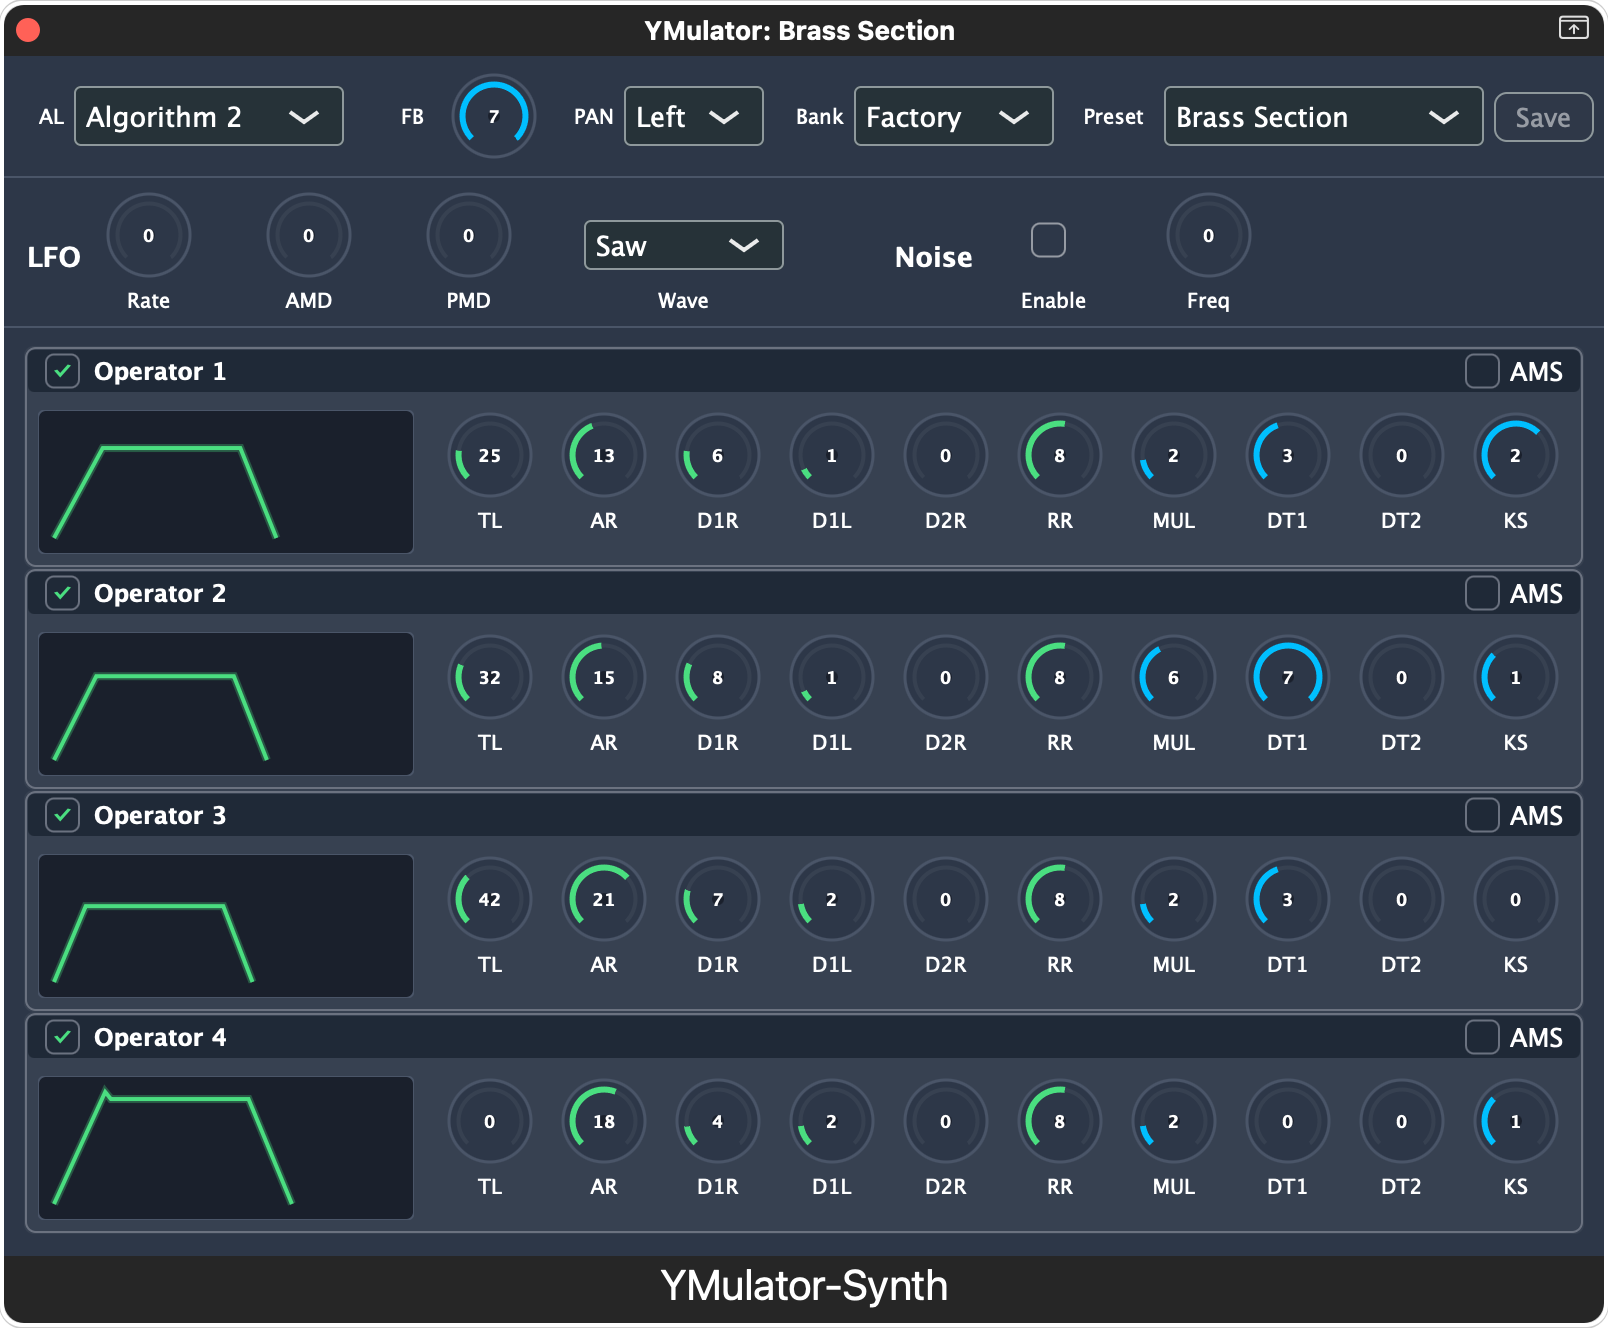 YMulator: Brass Section
AL Algorithm 2 FB 7 PAN Left Bank Factory Preset Brass Section Save
LFO 0 0 0 Saw Noise 0
Rate AMD PMD Wave Enable Freq
Operator 1 AMS
25 13 6 1 0 8 2 3 0 2
TL AR D1R D1L D2R RR MUL DT1 DT2 KS
Operator 2 AMS
32 15 8 1 0 8 6 7 0 1
TL AR D1R D1L D2R RR MUL DT1 DT2 KS
Operator 3 AMS
42 21 7 2 0 8 2 3 0 0
TL AR D1R D1L D2R RR MUL DT1 DT2 KS
Operator 4 AMS
0 18 4 2 0 8 2 0 0 1
TL AR D1R D1L D2R RR MUL DT1 DT2 KS
YMulator-Synth